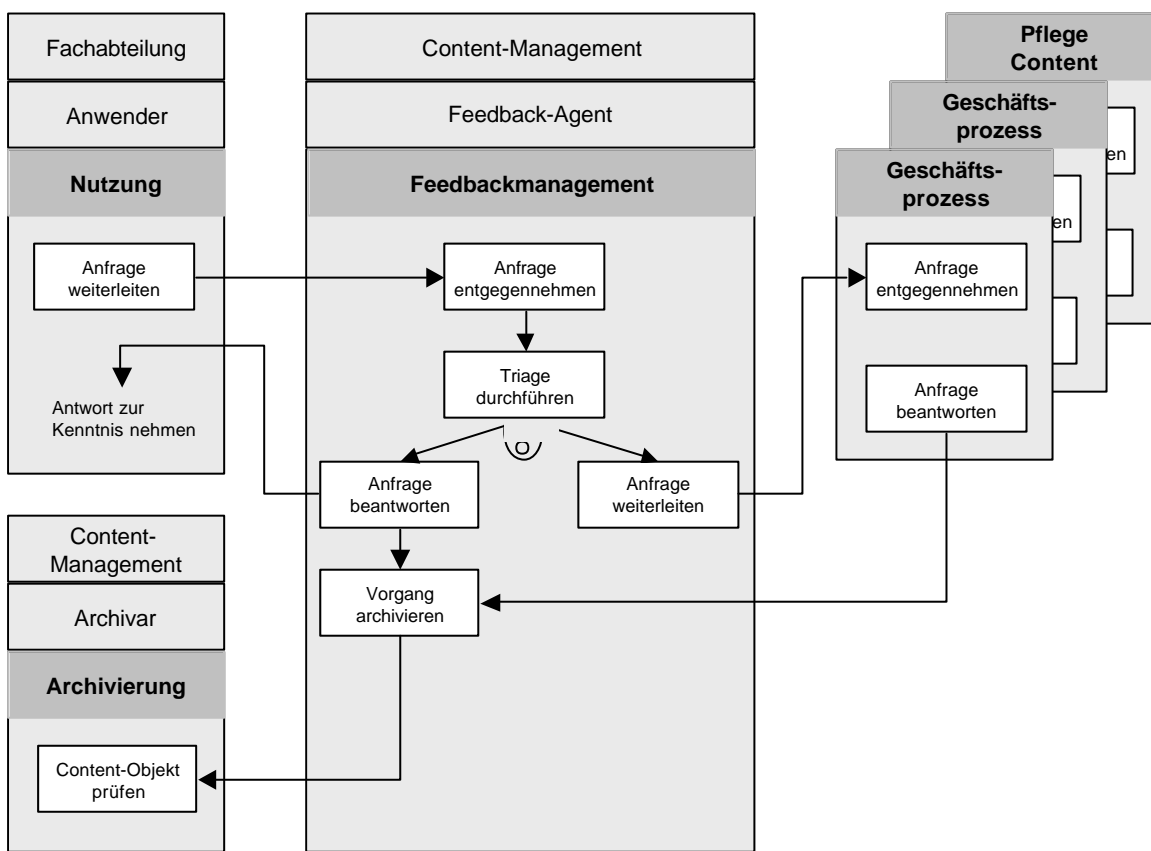 Fachabteilung
Anwender
Nutzung
Anfrage
weiterleiten
Antwort zur
Kenntnis nehmen
Content-
Management
Archivar
Archivierung
Content-Objekt
prüfen
Content-Management
Feedback-Agent
Feedbackmanagement
Anfrage
entgegennehmen
Triage
durchführen
O
Anfrage
beantworten
Anfrage
weiterleiten
Vorgang
archivieren
Pflege
Content
en
Geschäfts-
prozess
en
Geschäfts-
prozess
Anfrage
entgegennehmen
Anfrage
beantworten